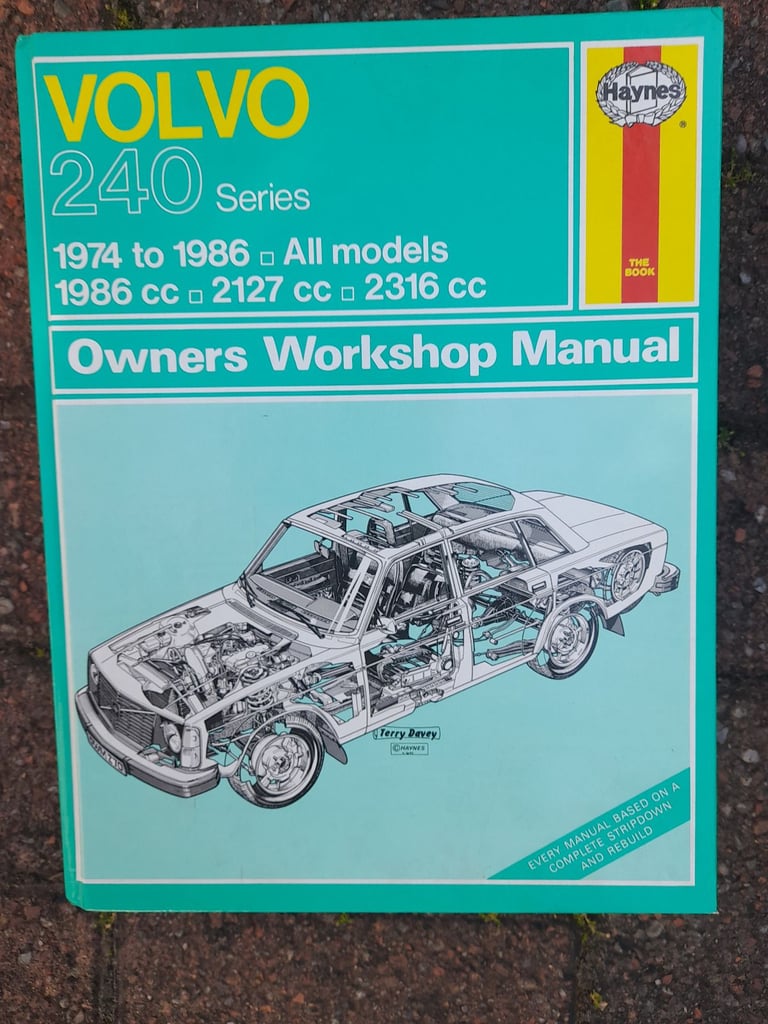 VOLVO
240 Series
1974 to 1986 □ All models
1986 cc □ 2127 cc □ 2316 cc
Haynes
®
THE
BOOK
Owners Workshop Manual
Terry Davey
© HAYNES
EVERY MANUAL BASED ON A
COMPLETE STRIPDOWN
AND REBUILD